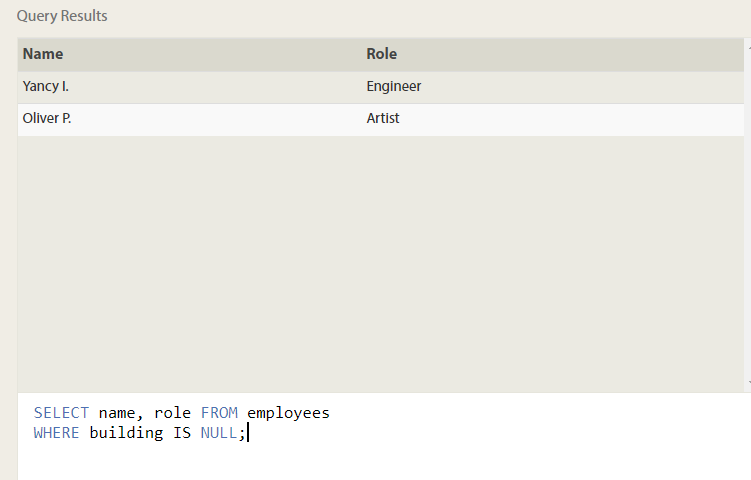 Query Results
Name Role
Yancy I. Engineer
Oliver P. Artist
SELECT name, role FROM employees
WHERE building IS NULL;